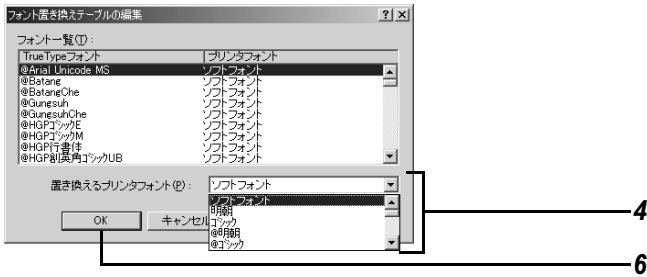 フォント置き換えテーブルの編集
フォント一覧(T):
TrueTypeフォント プリンタフォント
@Arial Unicode MS ソフトフォント
@Batang ソフトフォント
@BatangChe ソフトフォント
@Gungsuh ソフトフォント
@GungsuhChe ソフトフォント
@HGPｺﾞｼｯｸE ソフトフォント
@HGPｺﾞｼｯｸM ソフトフォント
@HGP行書体 ソフトフォント
@HGP創英角ｺﾞｼｯｸUB ソフトフォント
置き換えるプリンタフォント(P): ソフトフォント
ソフトフォント
明朝
ｺﾞｼｯｸ
@明朝
@ｺﾞｼｯｸ
OK キャンセル
4
6